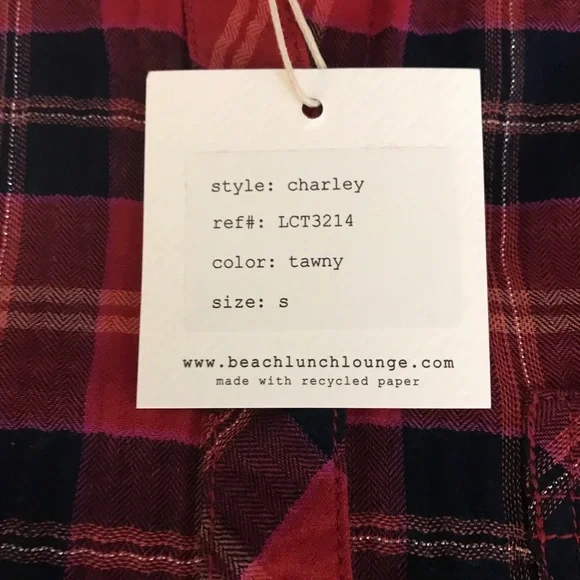 style: charley
ref#: LCT3214
color: tawny
size: s
www.beachlunchlounge.com
made with recycled paper